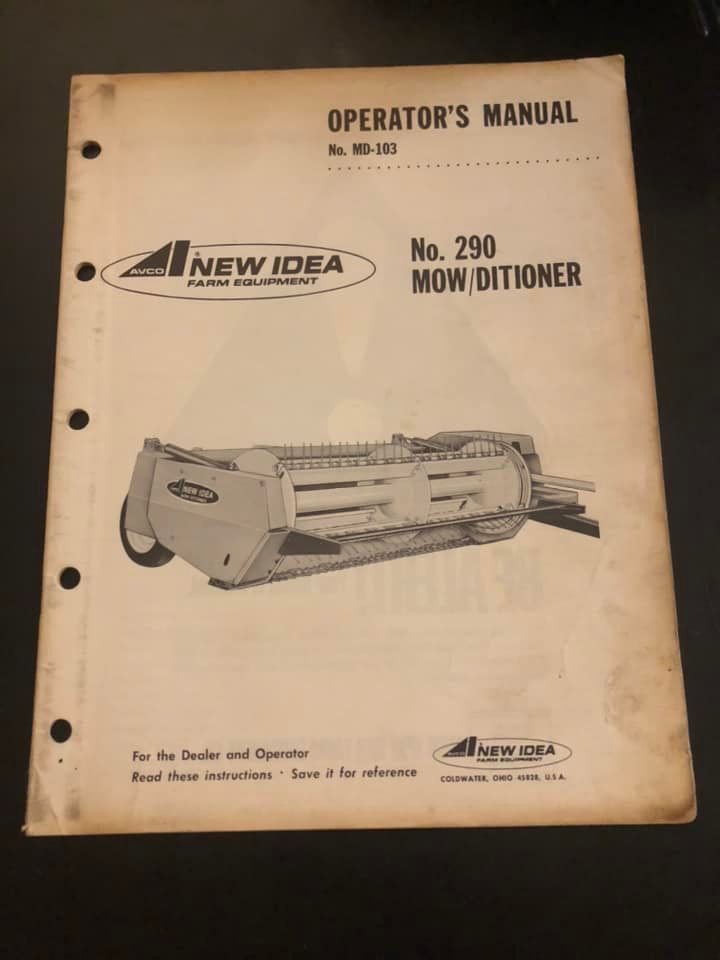 OPERATOR'S MANUAL
No. MD-103
AVCO NEW IDEA
FARM EQUIPMENT
No. 290
MOW/DITIONER
NEW IDEA
For the Dealer and Operator
Read these instructions · Save it for reference
AVCO NEW IDEA
FARM EQUIPMENT
COLDWATER, OHIO 45828, U.S.A.